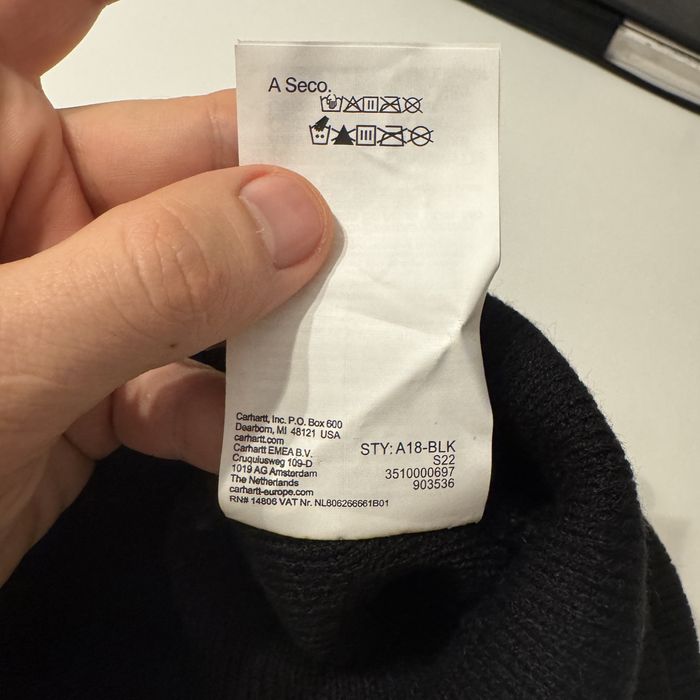 A Seco.
Carhartt, Inc. P.O. Box 600
Dearborn, MI 48121 USA
carhartt.com
Carhartt EMEA B.V.
Cruquiusweg 109-D
1019 AG Amsterdam
The Netherlands
carhartt-europe.com
RN# 14806 VAT Nr. NL806266661B01
STY: A18-BLK
S22
3510000697
903536